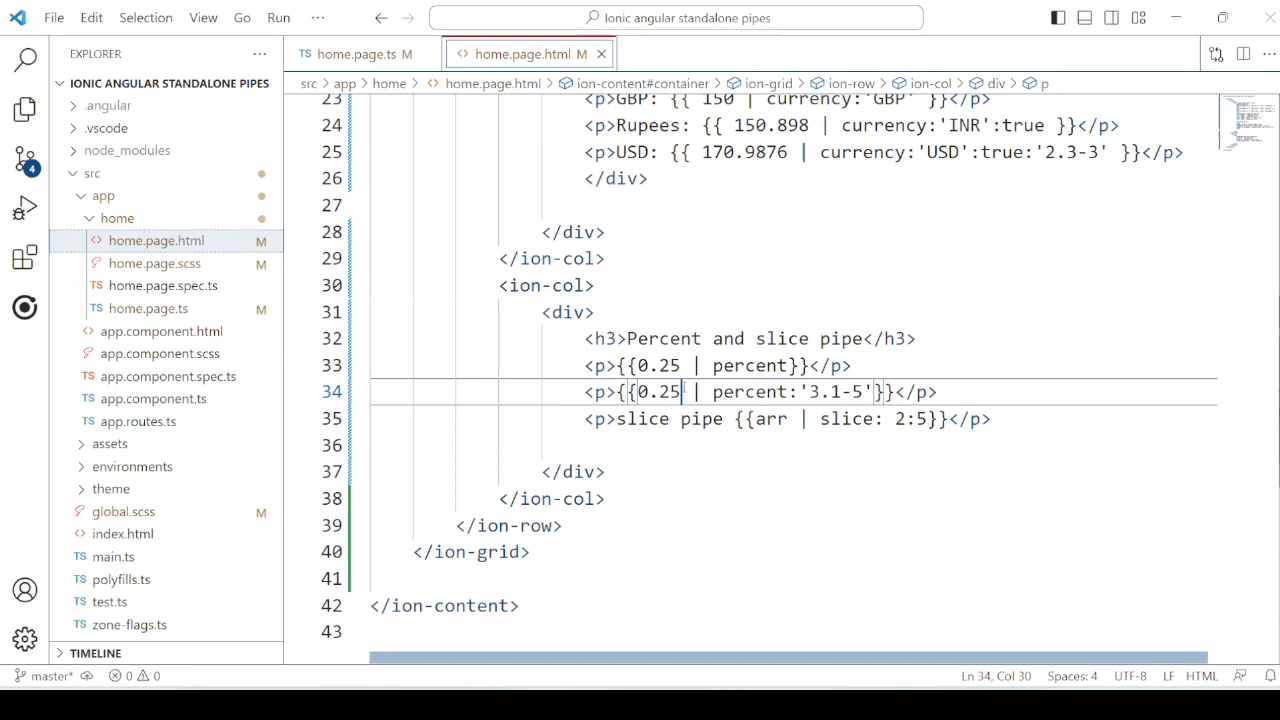 File Edit Selection View Go Run ···
Ionic angular standalone pipes
EXPLORER ···
IONIC ANGULAR STANDALONE PIPES
.angular
.vscode
node_modules
src
app
home
home.page.html M
home.page.scss M
home.page.spec.ts
home.page.ts M
app.component.html
app.component.scss
app.component.spec.ts
app.component.ts
app.routes.ts
assets
environments
theme
global.scss M
index.html
main.ts
polyfills.ts
test.ts
zone-flags.ts
TIMELINE
4
TS home.page.ts M
<> home.page.html M ×
src > app > home > <> home.page.html > ion-content#container > ion-grid > ion-row > ion-col > div > p
23 <p>GBP: {{ 150 | currency:'GBP' }}</p>
24 <p>Rupees: {{ 150.898 | currency:'INR':true }}</p>
25 <p>USD: {{ 170.9876 | currency:'USD':true:'2.3-3' }}</p>
26 </div>
27
28 </div>
29 </ion-col>
30 <ion-col>
31 <div>
32 <h3>Percent and slice pipe</h3>
33 <p>{{0.25 | percent}}</p>
34 <p>{{0.25 | percent:'3.1-5'}}</p>
35 <p>slice pipe {{arr | slice: 2:5}}</p>
36
37 </div>
38 </ion-col>
39 </ion-row>
40 </ion-grid>
41
42 </ion-content>
43
master* 0 0 Ln 34, Col 30 Spaces: 4 UTF-8 LF HTML